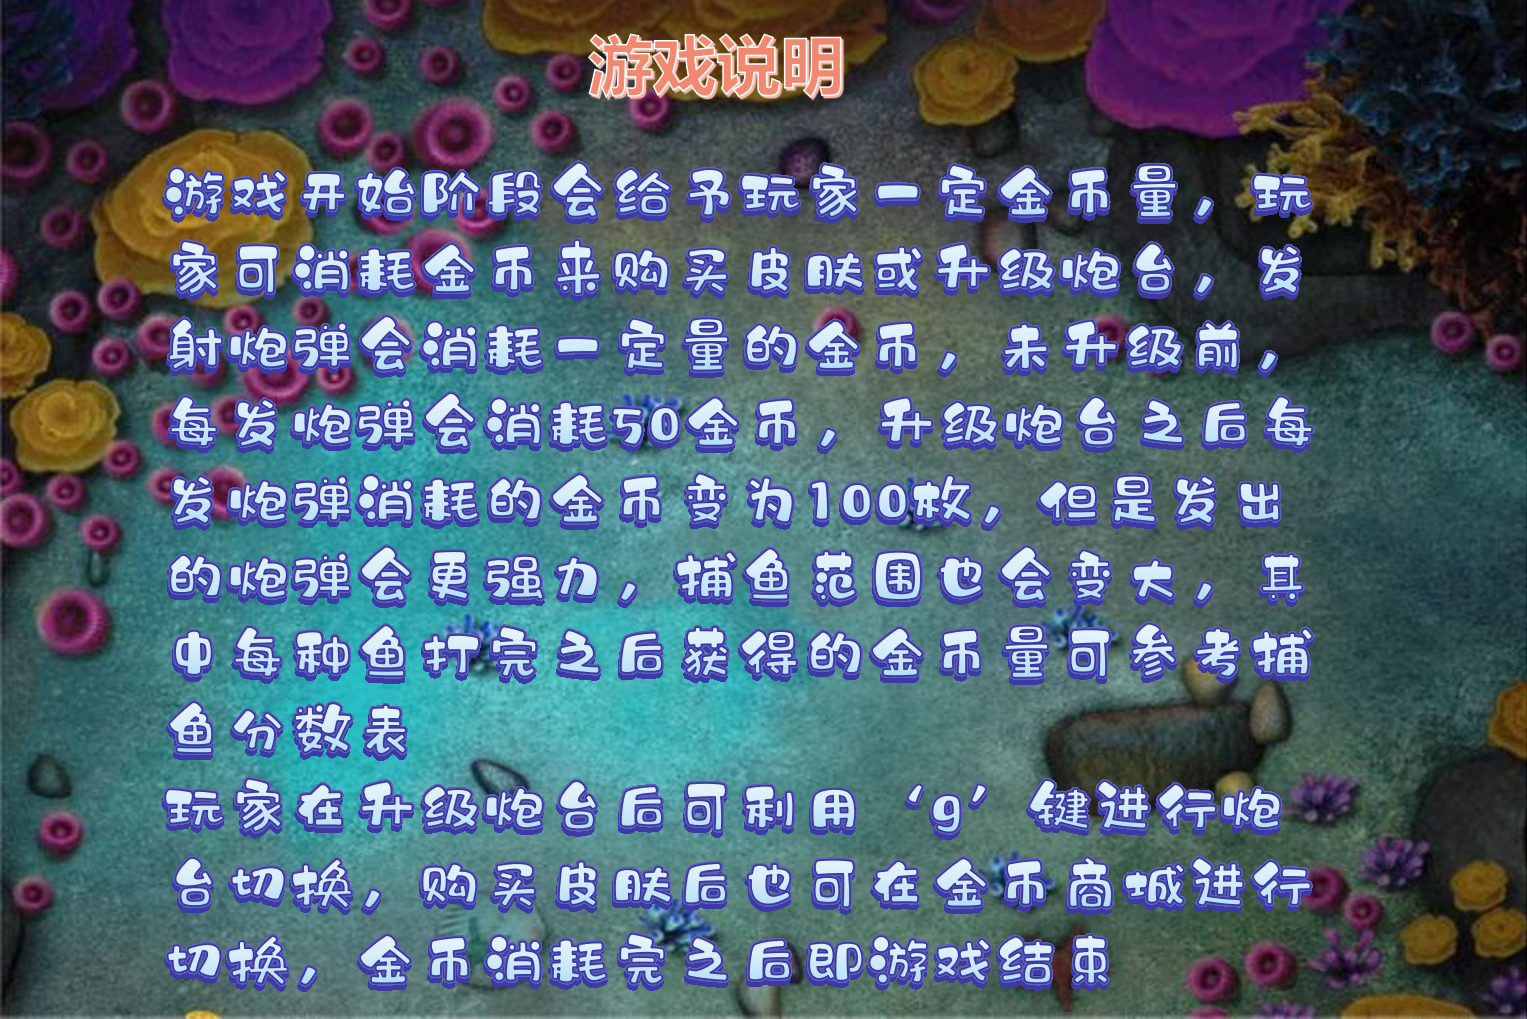 游戏说明
游戏开始阶段会给予玩家一定金币量，玩
家可消耗金币来购买皮肤或升级炮台，发
射炮弹会消耗一定量的金币，未升级前，
每发炮弹会消耗50金币，升级炮台之后每
发炮弹消耗的金币变为100枚，但是发出
的炮弹会更强力，捕鱼范围也会变大，其
中每种鱼打完之后获得的金币量可参考捕
鱼分数表
玩家在升级炮台后可利用‘g’键进行炮
台切换，购买皮肤后也可在金币商城进行
切换，金币消耗完之后即游戏结束